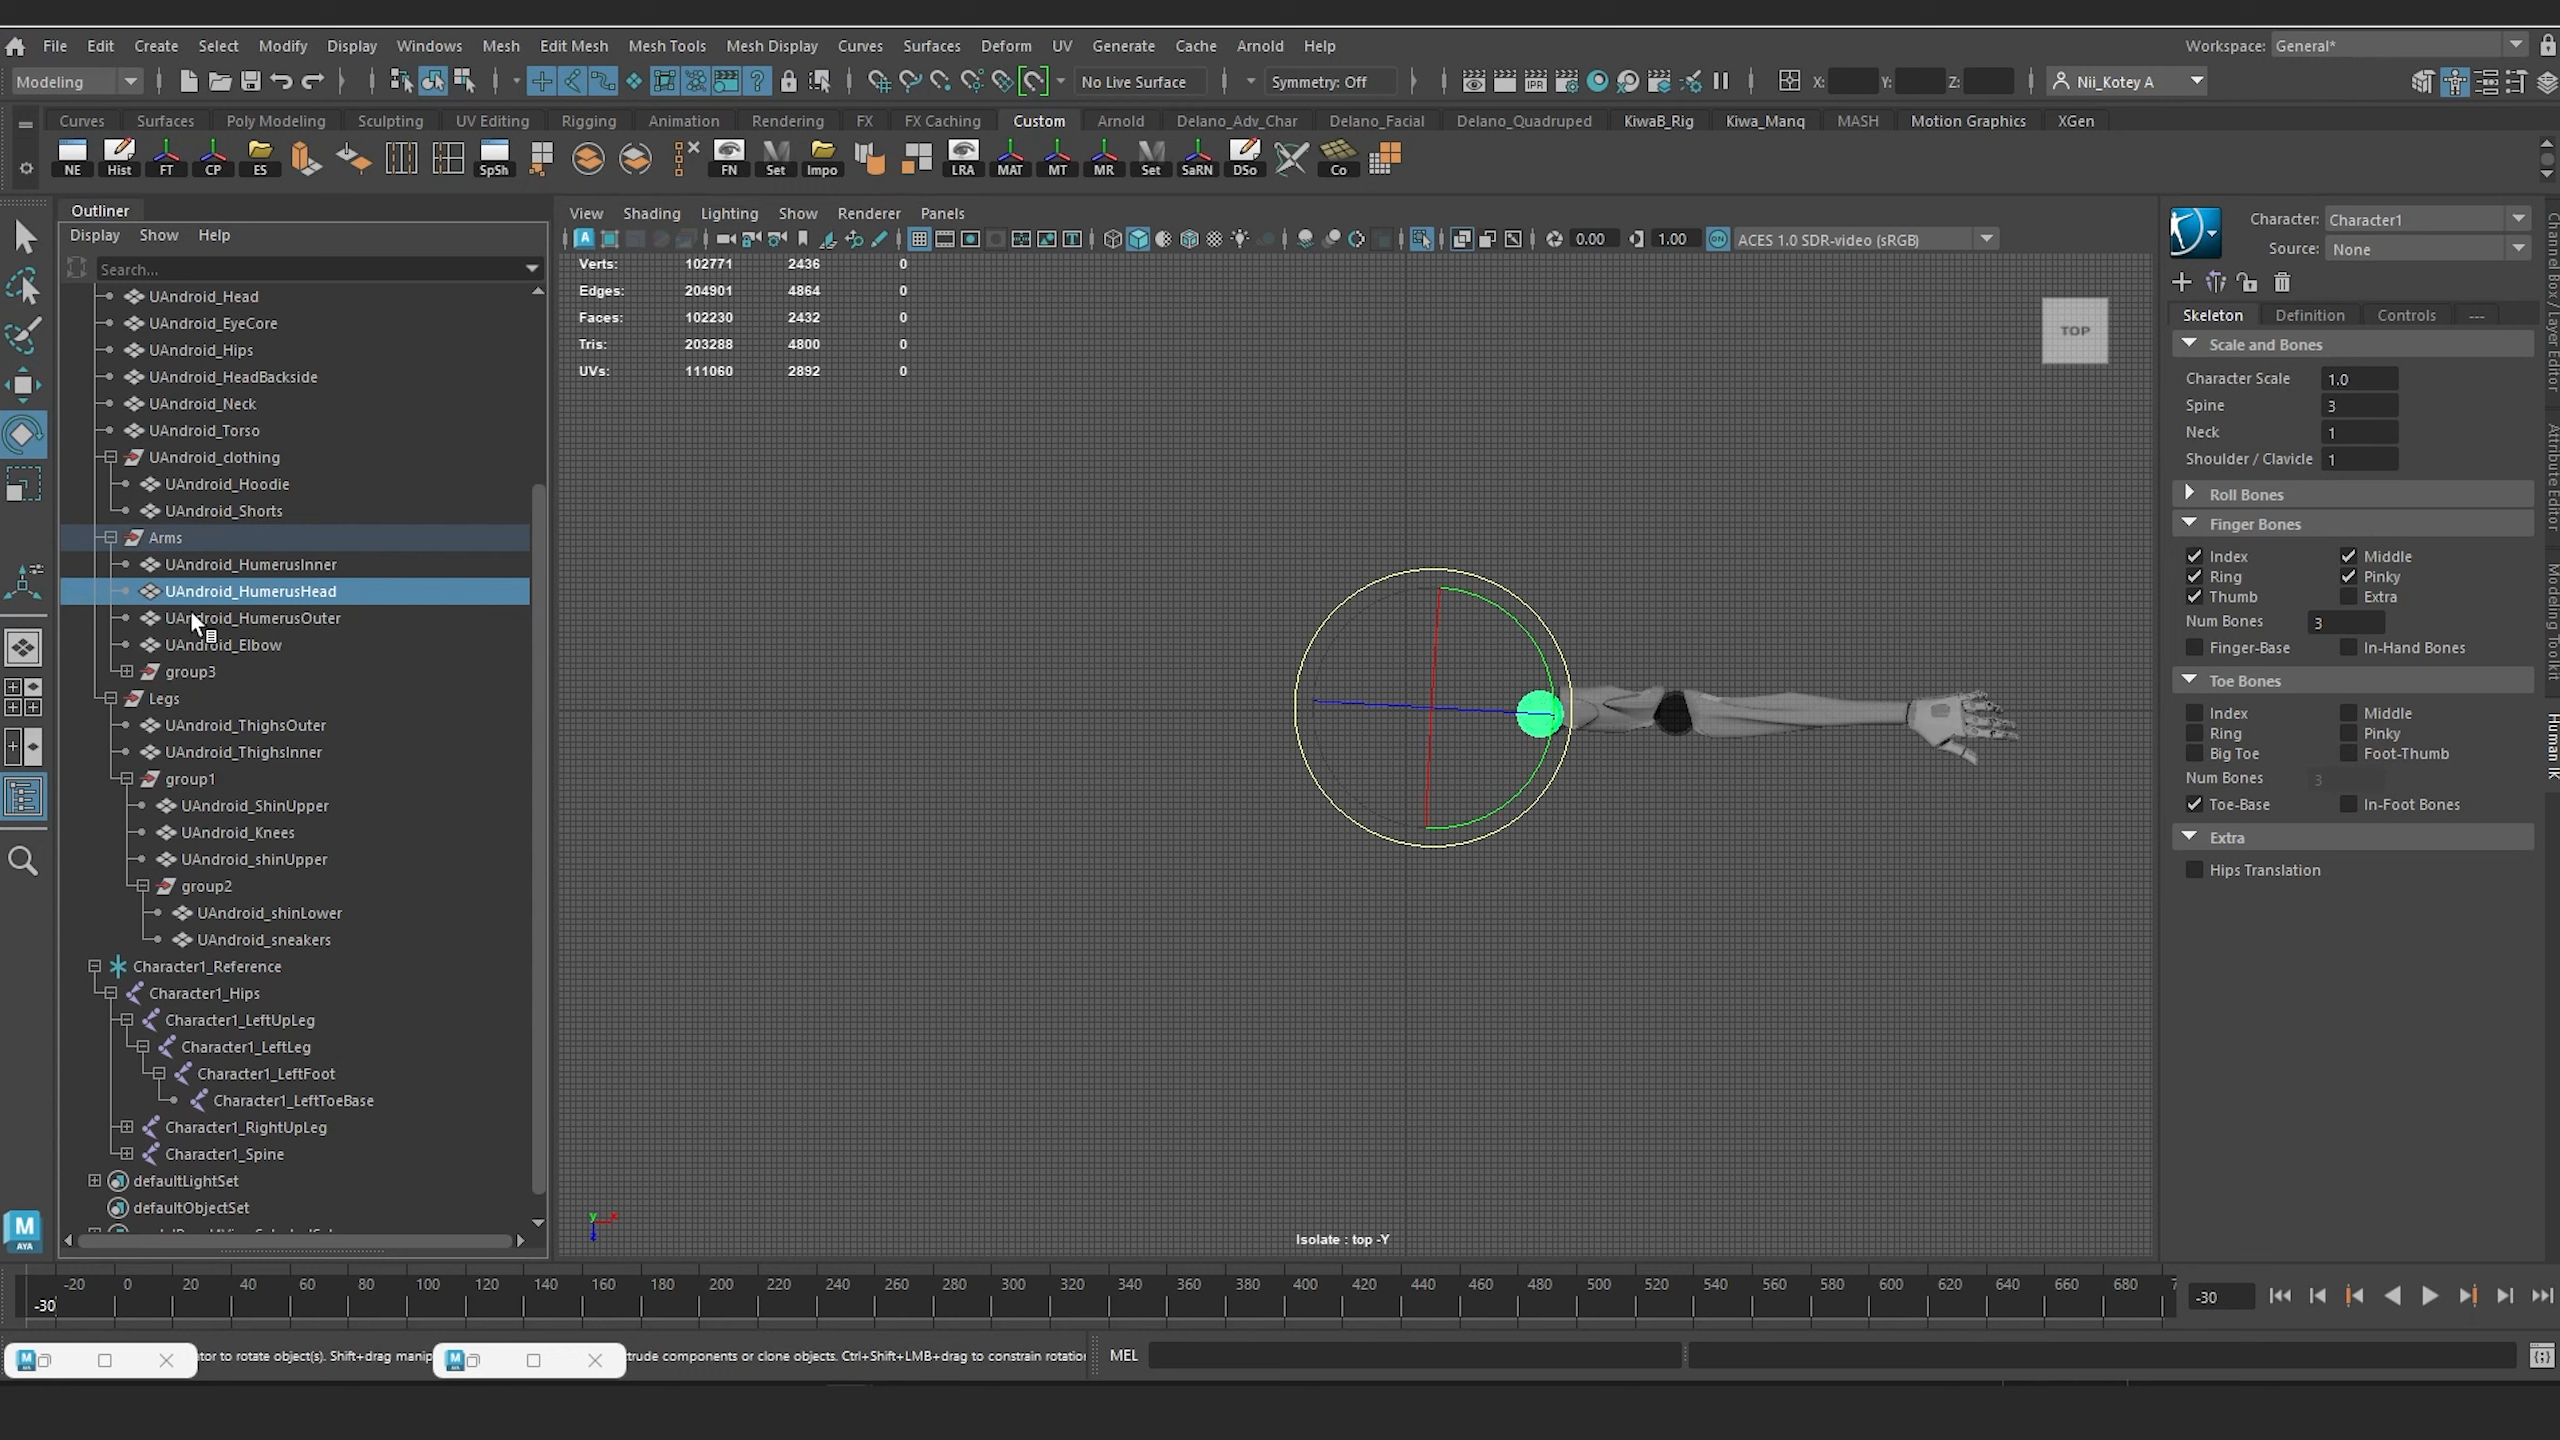 File Edit Create Select Modify Display Windows Mesh Edit Mesh Mesh Tools Mesh Display Curves Surfaces Deform UV Generate Cache Arnold Help Workspace: General*
Modeling No Live Surface Symmetry: Off X: Y: Z: Nii_Kotey A
Curves Surfaces Poly Modeling Sculpting UV Editing Rigging Animation Rendering FX FX Caching Custom Arnold Delano_Adv_Char Delano_Facial Delano_Quadruped KiwaB_Rig Kiwa_Manq MASH Motion Graphics XGen
NE Hist FT CP ES SpSh FN Set Impo LRA MAT MT MR Set SaRN DSo Co
Outliner
Display Show Help
Search...
UAndroid_Head
UAndroid_EyeCore
UAndroid_Hips
UAndroid_HeadBackside
UAndroid_Neck
UAndroid_Torso
UAndroid_clothing
UAndroid_Hoodie
UAndroid_Shorts
Arms
UAndroid_HumerusInner
UAndroid_HumerusHead
UAndroid_HumerusOuter
UAndroid_Elbow
group3
Legs
UAndroid_ThighsOuter
UAndroid_ThighsInner
group1
UAndroid_ShinUpper
UAndroid_Knees
UAndroid_shinUpper
group2
UAndroid_shinLower
UAndroid_sneakers
Character1_Reference
Character1_Hips
Character1_LeftUpLeg
Character1_LeftLeg
Character1_LeftFoot
Character1_LeftToeBase
Character1_RightUpLeg
Character1_Spine
defaultLightSet
defaultObjectSet
View Shading Lighting Show Renderer Panels
0.00 1.00 ON ACES 1.0 SDR-video (sRGB)
Verts: 102771 2436 0
Edges: 204901 4864 0
Faces: 102230 2432 0
Tris: 203288 4800 0
UVs: 111060 2892 0
TOP
y x
z
Isolate : top -Y
Character: Character1
Source: None
Skeleton Definition Controls ---
Scale and Bones
Character Scale 1.0
Spine 3
Neck 1
Shoulder / Clavicle 1
Roll Bones
Finger Bones
Index Middle
Ring Pinky
Thumb Extra
Num Bones 3
Finger-Base In-Hand Bones
Toe Bones
Index Middle
Ring Pinky
Big Toe Foot-Thumb
Num Bones 3
Toe-Base In-Foot Bones
Extra
Hips Translation
Channel Box / Layer Editor
Attribute Editor
Modeling Toolkit
Human IK
M
AYA
-20 0 20 40 60 80 100 120 140 160 180 200 220 240 260 280 300 320 340 360 380 400 420 440 460 480 500 520 540 560 580 600 620 640 660 680
-30 -30
tor to rotate object(s). Shift+drag manip trude components or clone objects. Ctrl+Shift+LMB+drag to constrain rotation MEL